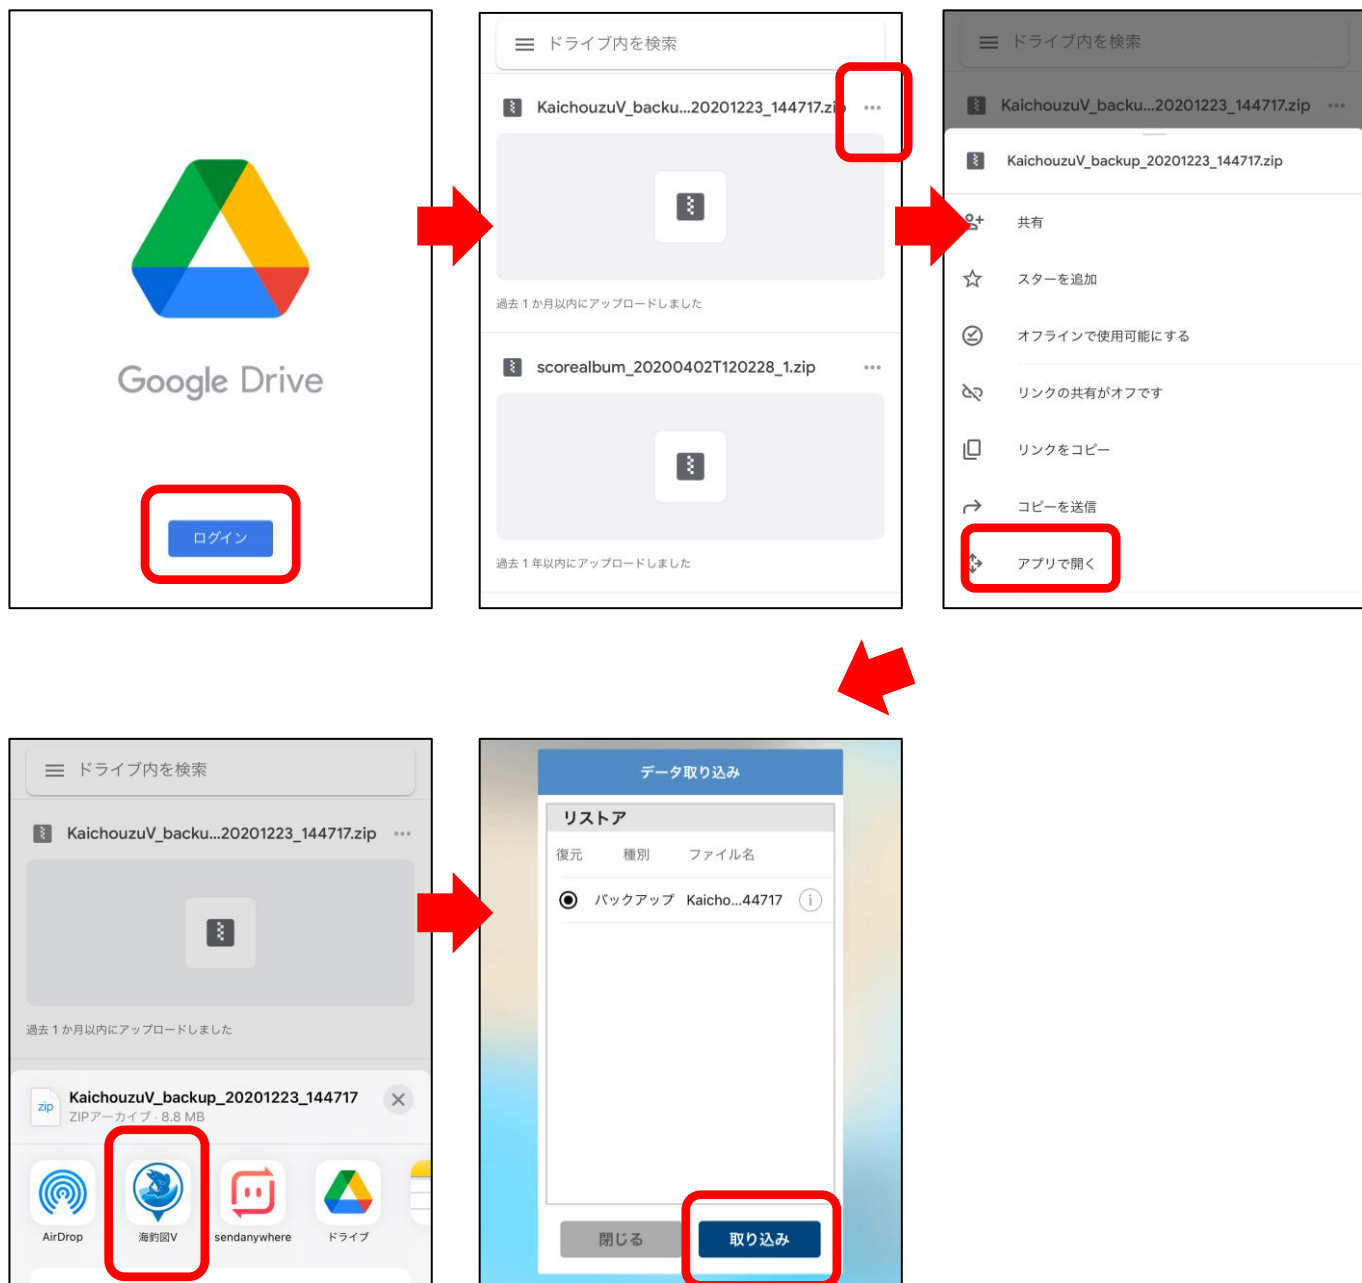 Google Drive
ログイン
ドライブ内を検索
KaichouzuV_backu...20201223_144717.zip
過去 1 か月以内にアップロードしました
scorealbum_20200402T120228_1.zip
過去 1 年以内にアップロードしました
ドライブ内を検索
KaichouzuV_backu...20201223_144717.zip
KaichouzuV_backup_20201223_144717.zip
共有
スターを追加
オフラインで使用可能にする
リンクの共有がオフです
リンクをコピー
コピーを送信
アプリで開く
ドライブ内を検索
KaichouzuV_backu...20201223_144717.zip
過去 1 か月以内にアップロードしました
zip
KaichouzuV_backup_20201223_144717
ZIPアーカイブ · 8.8 MB
AirDrop
海釣図V
sendanywhere
ドライブ
データ取り込み
リストア
復元 種別 ファイル名
バックアップ Kaicho...44717
閉じる
取り込み